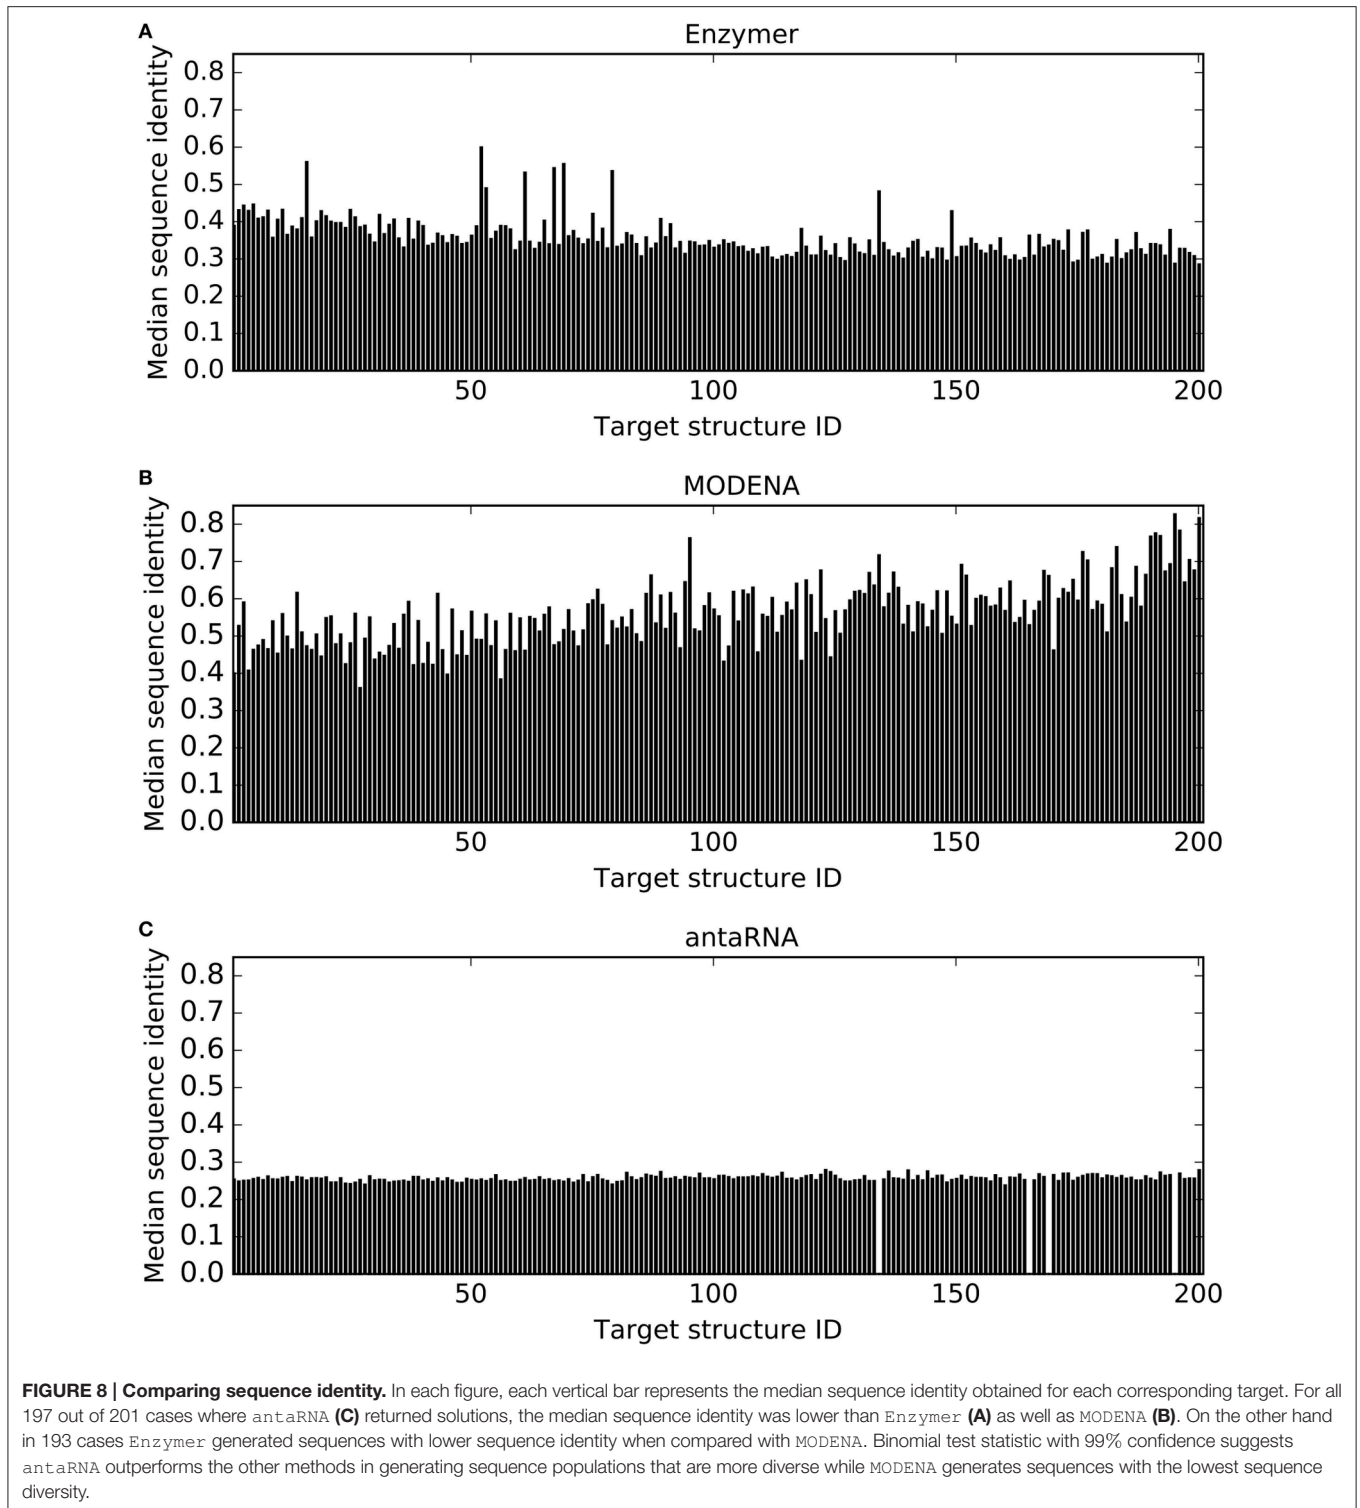 A
Enzymer
Median sequence identity
0.8
0.7
0.6
0.5
0.4
0.3
0.2
0.1
0.0
50 100 150 200
Target structure ID
B
MODENA
Median sequence identity
0.8
0.7
0.6
0.5
0.4
0.3
0.2
0.1
0.0
50 100 150 200
Target structure ID
C
antaRNA
Median sequence identity
0.8
0.7
0.6
0.5
0.4
0.3
0.2
0.1
0.0
50 100 150 200
Target structure ID
FIGURE 8 | Comparing sequence identity. In each figure, each vertical bar represents the median sequence identity obtained for each corresponding target. For all
197 out of 201 cases where antaRNA (C) returned solutions, the median sequence identity was lower than Enzymer (A) as well as MODENA (B). On the other hand
in 193 cases Enzymer generated sequences with lower sequence identity when compared with MODENA. Binomial test statistic with 99% confidence suggests
antaRNA outperforms the other methods in generating sequence populations that are more diverse while MODENA generates sequences with the lowest sequence
diversity.